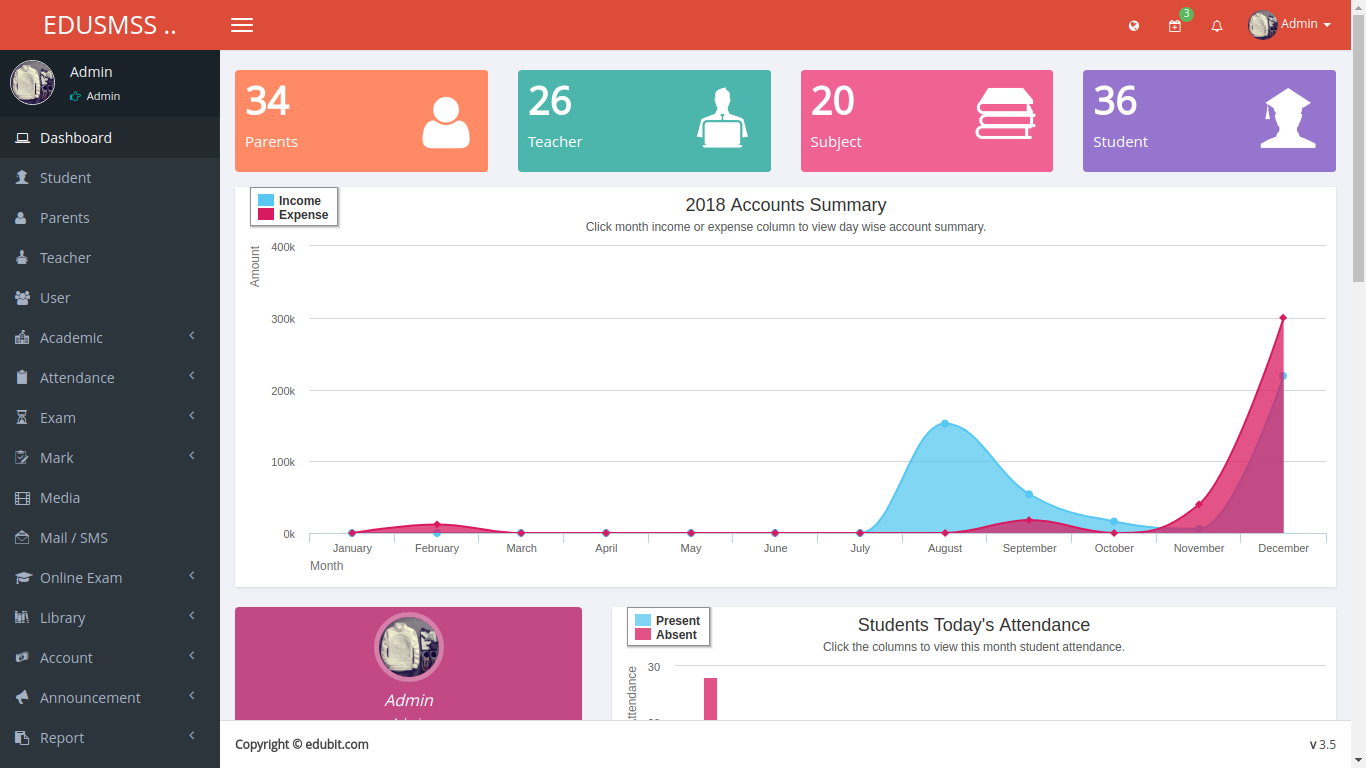 EDUSMSS ..
3
Admin
Admin
Admin
Dashboard
Student
Parents
Teacher
User
Academic
Attendance
Exam
Mark
Media
Mail / SMS
Online Exam
Library
Account
Announcement
Report
34
Parents
26
Teacher
20
Subject
36
Student
Income
Expense
2018 Accounts Summary
Click month income or expense column to view day wise account summary.
Amount
400k
300k
200k
100k
0k
January February March April May June July August September October November December
Month
Admin
Present
Absent
Students Today's Attendance
Click the columns to view this month student attendance.
30
Copyright © edubit.com
v 3.5